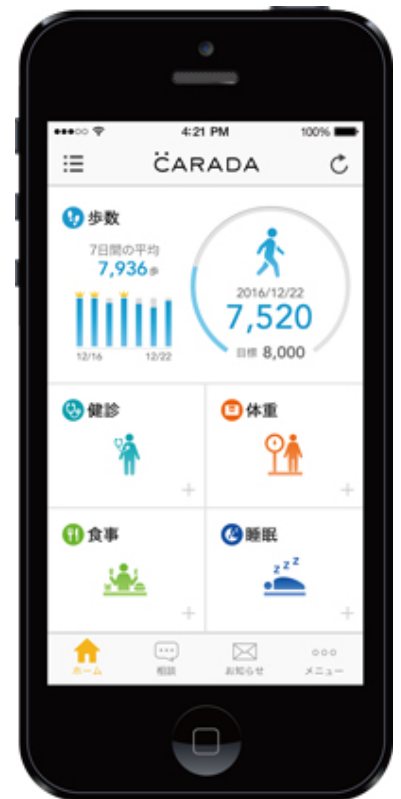 4:21 PM
100%
CARADA
歩数
7日間の平均
7,936歩
12/16 12/22
2016/12/22
7,520
目標 8,000
健診
体重
食事
睡眠
zzz
ホーム
相談
お知らせ
メニュー